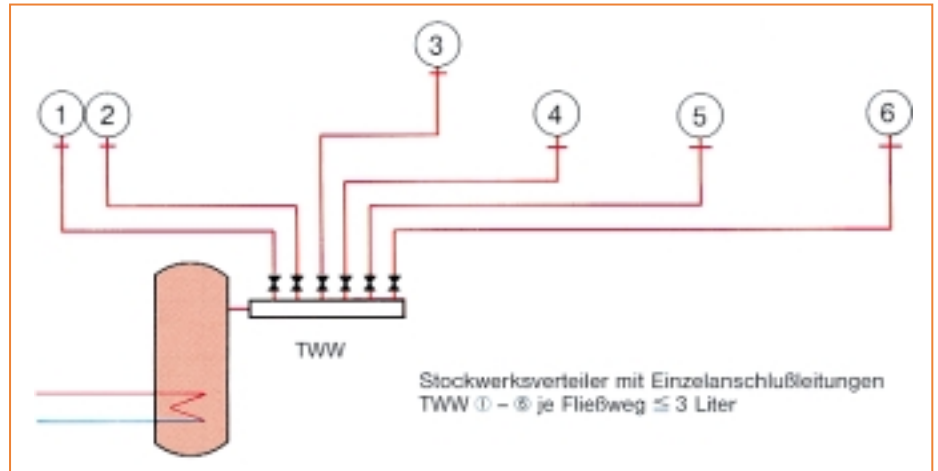 3
1 2 4 5 6
TWW
Stockwerksverteiler mit Einzelanschlußleitungen
TWW ① – ⑥ je Fließweg ≦ 3 Liter